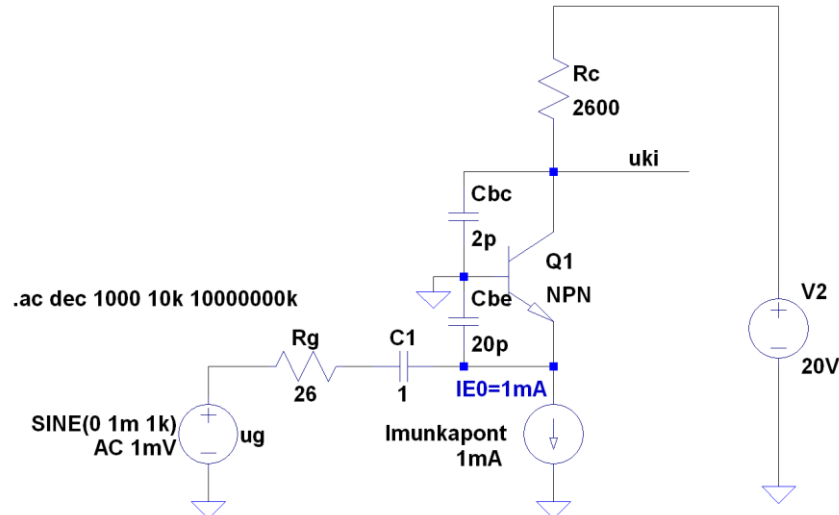 Rc
2600
uki
Cbc
2p
Q1
NPN
.ac dec 1000 10k 10000000k
Cbe
20p
V2
20V
Rg
26
C1
1
IE0=1mA
SINE(0 1m 1k)
AC 1mV
ug
Imunkapont
1mA